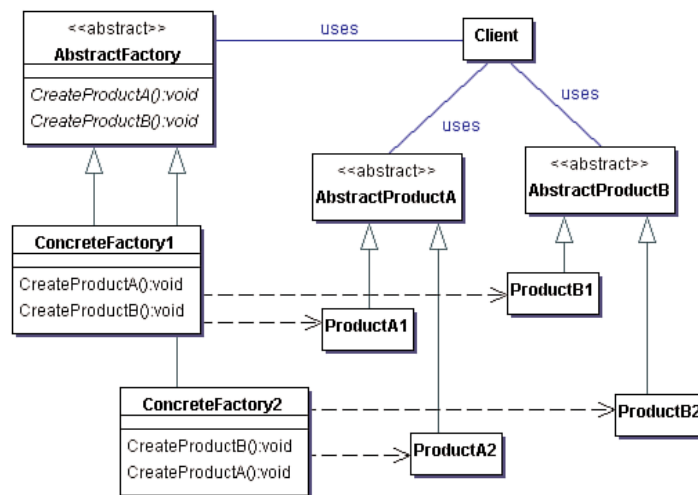 <<abstract>>
AbstractFactory
CreateProductA():void
CreateProductB():void
uses
Client
uses
uses
<<abstract>>
AbstractProductA
<<abstract>>
AbstractProductB
ConcreteFactory1
CreateProductA():void
CreateProductB():void
ProductB1
ProductA1
ConcreteFactory2
CreateProductB():void
CreateProductA():void
ProductB2
ProductA2